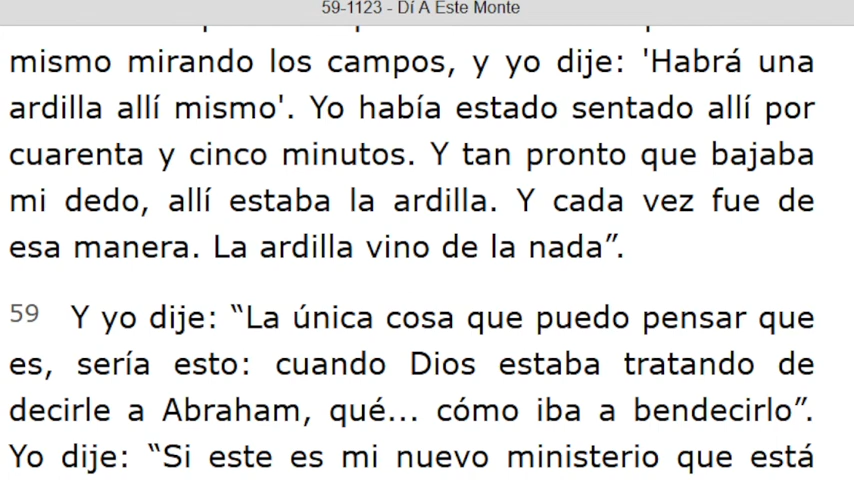 59-1123 - Dí A Este Monte
mismo mirando los campos, y yo dije: 'Habrá una
ardilla allí mismo'. Yo había estado sentado allí por
cuarenta y cinco minutos. Y tan pronto que bajaba
mi dedo, allí estaba la ardilla. Y cada vez fue de
esa manera. La ardilla vino de la nada”.
59 Y yo dije: “La única cosa que puedo pensar que
es, sería esto: cuando Dios estaba tratando de
decirle a Abraham, qué... cómo iba a bendecirlo”.
Yo dije: “Si este es mi nuevo ministerio que está